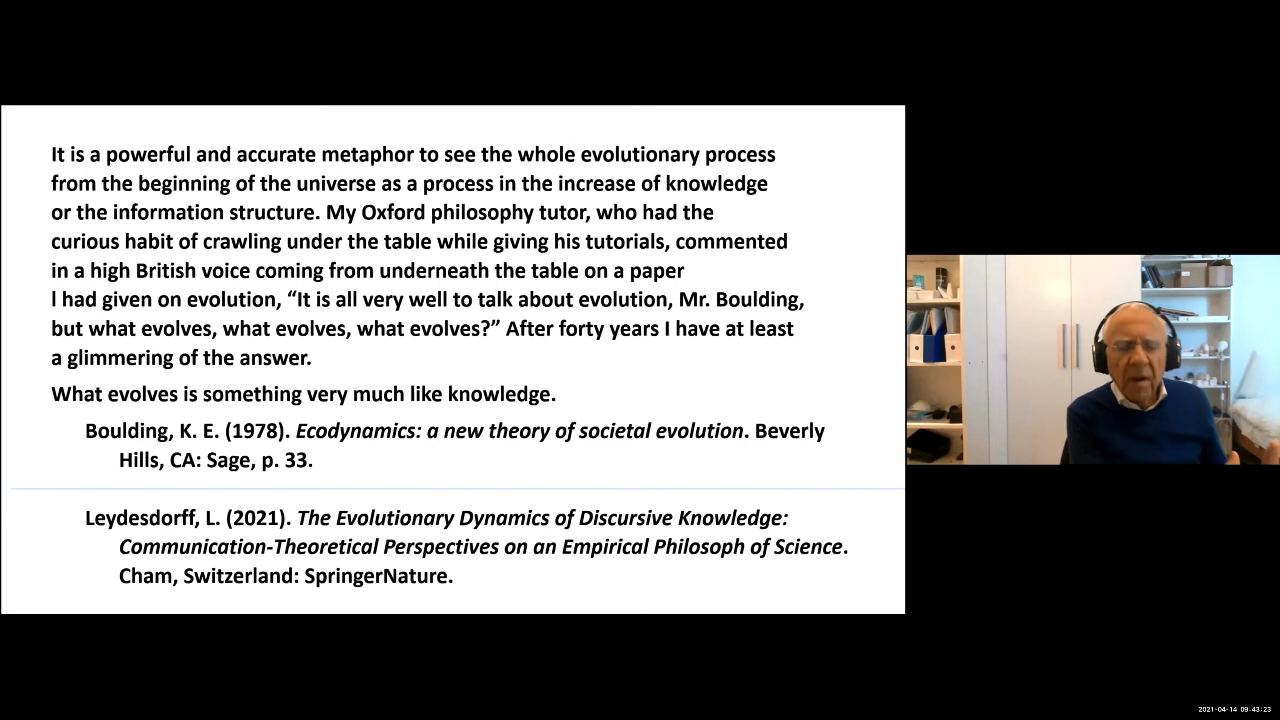 It is a powerful and accurate metaphor to see the whole evolutionary process
from the beginning of the universe as a process in the increase of knowledge
or the information structure. My Oxford philosophy tutor, who had the
curious habit of crawling under the table while giving his tutorials, commented
in a high British voice coming from underneath the table on a paper
I had given on evolution, “It is all very well to talk about evolution, Mr. Boulding,
but what evolves, what evolves, what evolves?” After forty years I have at least
a glimmering of the answer.
What evolves is something very much like knowledge.
Boulding, K. E. (1978). Ecodynamics: a new theory of societal evolution. Beverly
Hills, CA: Sage, p. 33.
Leydesdorff, L. (2021). The Evolutionary Dynamics of Discursive Knowledge:
Communication-Theoretical Perspectives on an Empirical Philosoph of Science.
Cham, Switzerland: SpringerNature.
2021-04-14 09:43:23